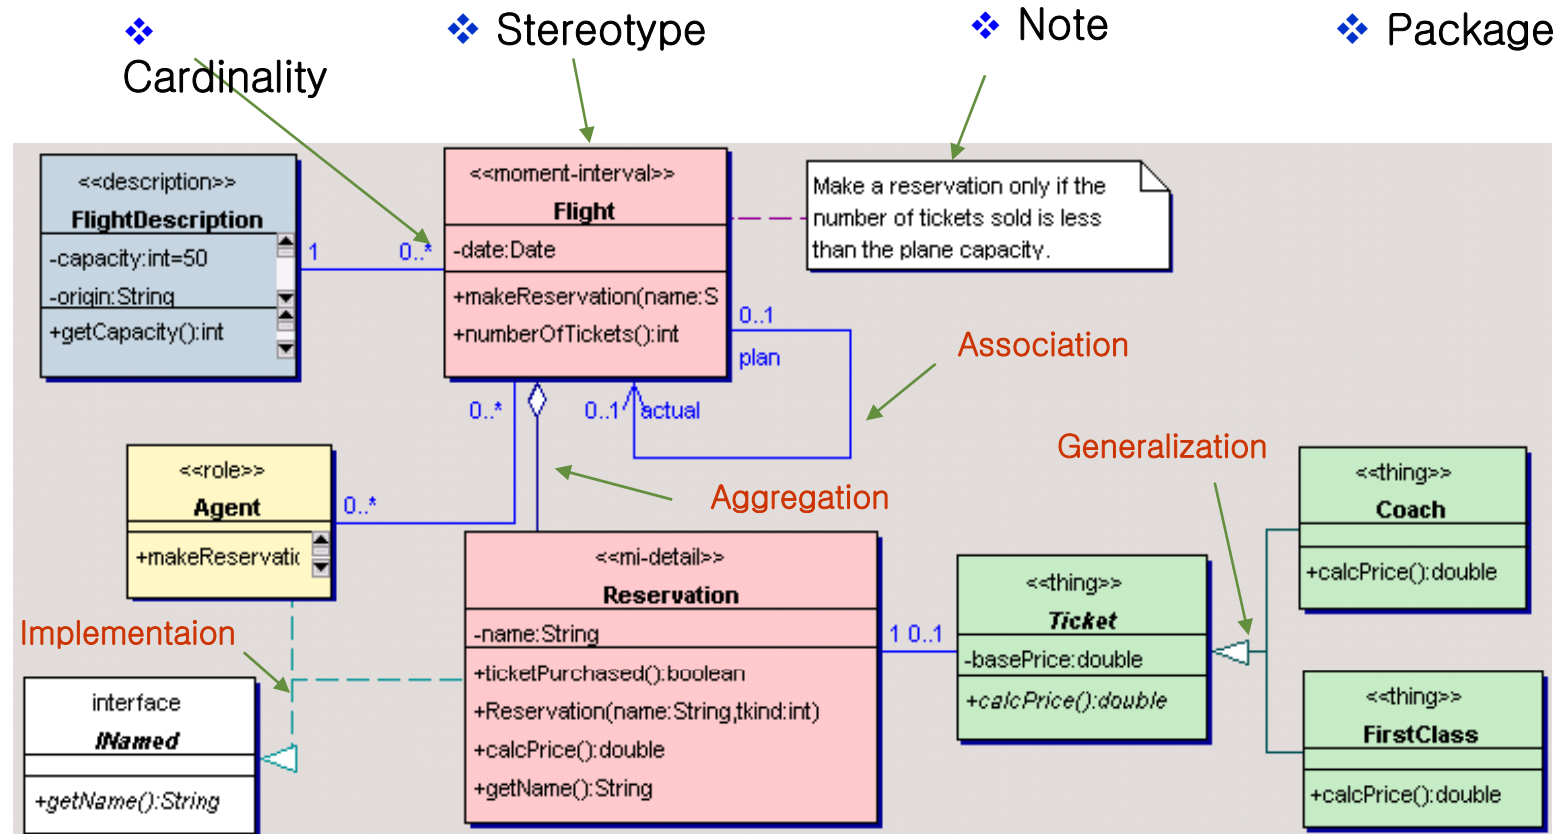 Cardinality
Stereotype
Note
Package
<<description>>
FlightDescription
-capacity:int=50
-origin:String
+getCapacity():int
1
0..*
<<moment-interval>>
Flight
-date:Date
+makeReservation(name:S
+numberOfTickets():int
Make a reservation only if the
number of tickets sold is less
than the plane capacity.
0..1
plan
Association
0..*
0..1
actual
Generalization
<<role>>
Agent
+makeReservatic
0..*
Aggregation
<<thing>>
Coach
+calcPrice():double
Implementaion
<<mi-detail>>
Reservation
-name:String
+ticketPurchased():boolean
+Reservation(name:String,tkind:int)
+calcPrice():double
+getName():String
1 0..1
<<thing>>
Ticket
-basePrice:double
+calcPrice():double
interface
INamed
+getName():String
<<thing>>
FirstClass
+calcPrice():double